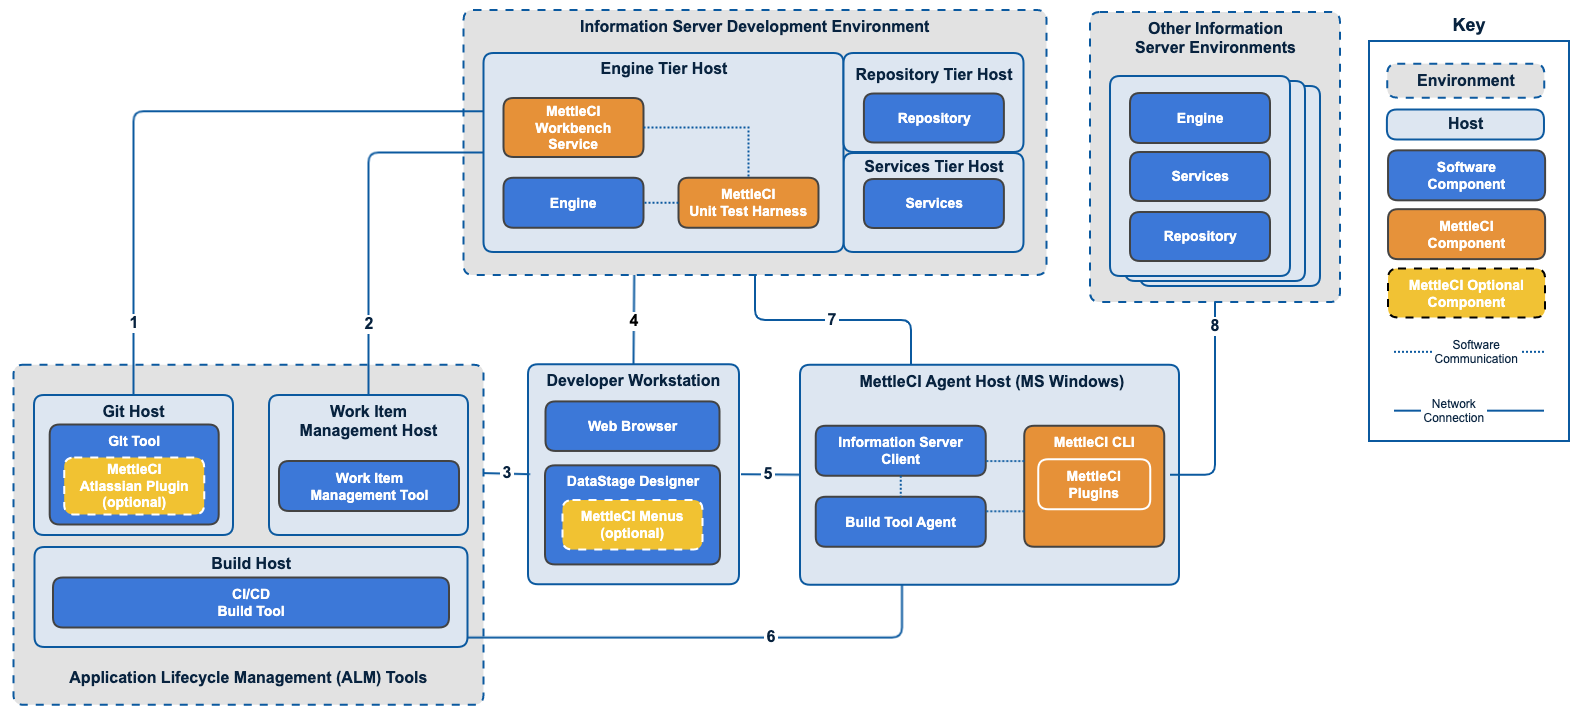 Information Server Development Environment
Engine Tier Host
MettleCI
Workbench
Service
Engine
MettleCI
Unit Test Harness
Repository Tier Host
Repository
Services Tier Host
Services
Other Information
Server Environments
Engine
Services
Repository
Key
Environment
Host
Software
Component
MettleCI
Component
MettleCI Optional
Component
Software
Communication
Network
Connection
1
2
4
7
8
Git Host
GIt Tool
MettleCI
Atlassian Plugin
(optional)
Work Item
Management Host
Work Item
Management Tool
Build Host
CI/CD
Build Tool
Application Lifecycle Management (ALM) Tools
3
Developer Workstation
Web Browser
DataStage Designer
MettleCI Menus
(optional)
5
MettleCI Agent Host (MS Windows)
Information Server
Client
Build Tool Agent
MettleCI CLI
MettleCI
Plugins
6